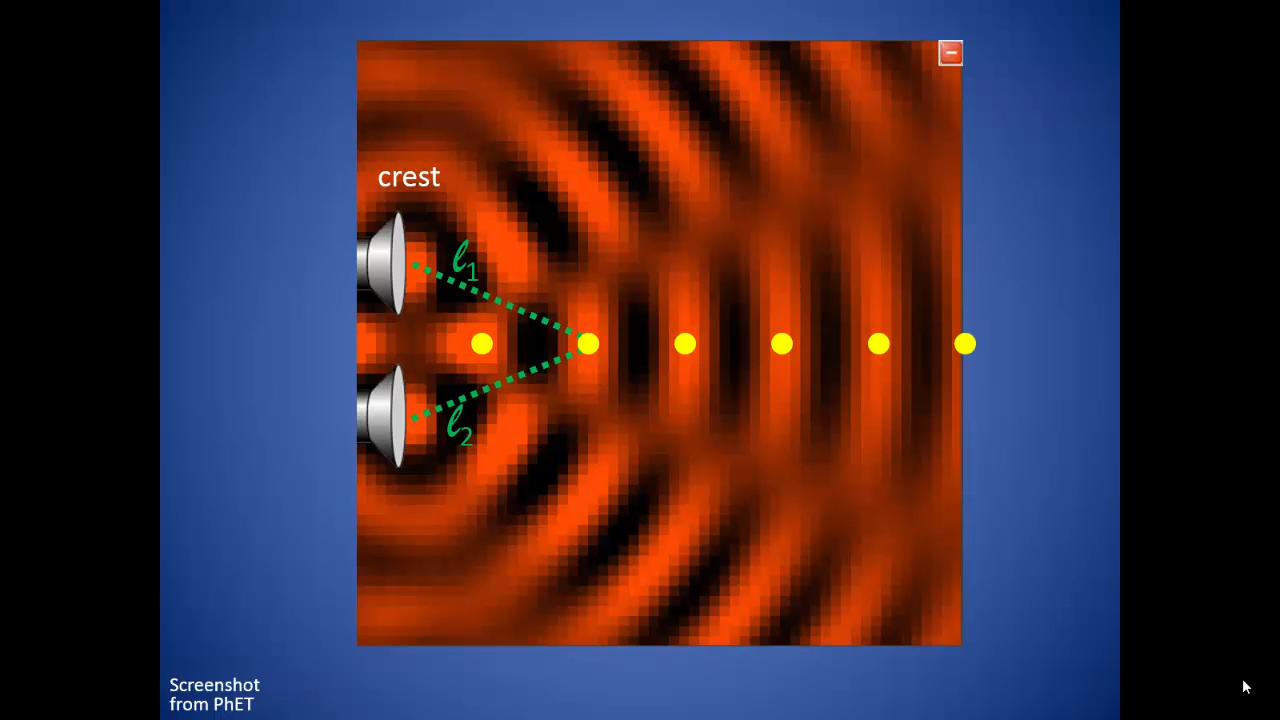 crest
ℓ1
ℓ2
Screenshot
from PhET